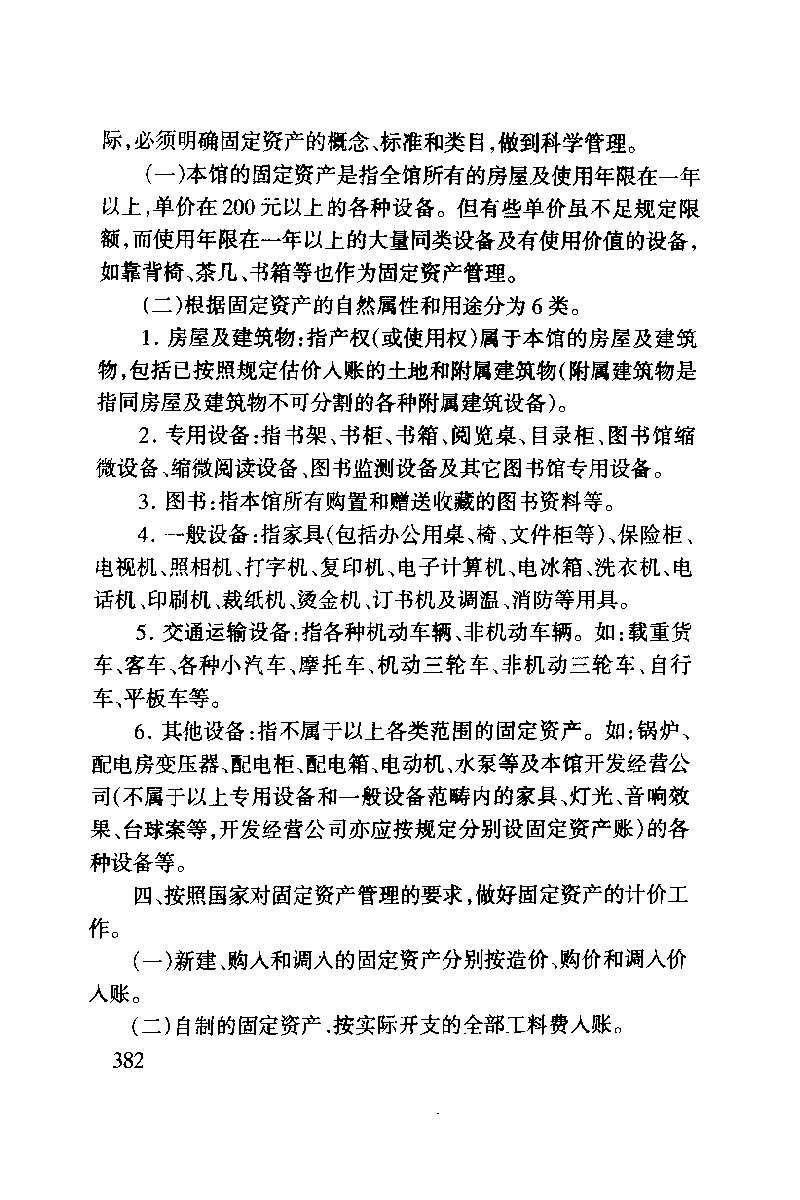 际,必须明确固定资产的概念、标准和类目,做到科学管理。
(一)本馆的固定资产是指全馆所有的房屋及使用年限在一年
以上,单价在200元以上的各种设备。但有些单价虽不足规定限
额,而使用年限在一年以上的大量同类设备及有使用价值的设备,
如靠背椅、茶几、书箱等也作为固定资产管理。
(二)根据固定资产的自然属性和用途分为6类。
1. 房屋及建筑物:指产权(或使用权)属于本馆的房屋及建筑
物,包括已按照规定估价入账的土地和附属建筑物(附属建筑物是
指同房屋及建筑物不可分割的各种附属建筑设备)。
2. 专用设备:指书架、书柜、书箱、阅览桌、目录柜、图书馆缩
微设备、缩微阅读设备、图书监测设备及其它图书馆专用设备。
3. 图书:指本馆所有购置和赠送收藏的图书资料等。
4. 一般设备:指家具(包括办公用桌、椅、文件柜等)、保险柜、
电视机、照相机、打字机、复印机、电子计算机、电冰箱、洗衣机、电
话机、印刷机、裁纸机、烫金机、订书机及调温、消防等用具。
5. 交通运输设备:指各种机动车辆、非机动车辆。如:载重货
车、客车、各种小汽车、摩托车、机动三轮车、非机动三轮车、自行
车、平板车等。
6. 其他设备:指不属于以上各类范围的固定资产。如:锅炉、
配电房变压器、配电柜、配电箱、电动机、水泵等及本馆开发经营公
司(不属于以上专用设备和一般设备范畴内的家具、灯光、音响效
果、台球案等,开发经营公司亦应按规定分别设固定资产账)的各
种设备等。
四、按照国家对固定资产管理的要求,做好固定资产的计价工
作。
(一)新建、购入和调入的固定资产分别按造价、购价和调入价
入账。
(二)自制的固定资产,按实际开支的全部工料费入账。
382